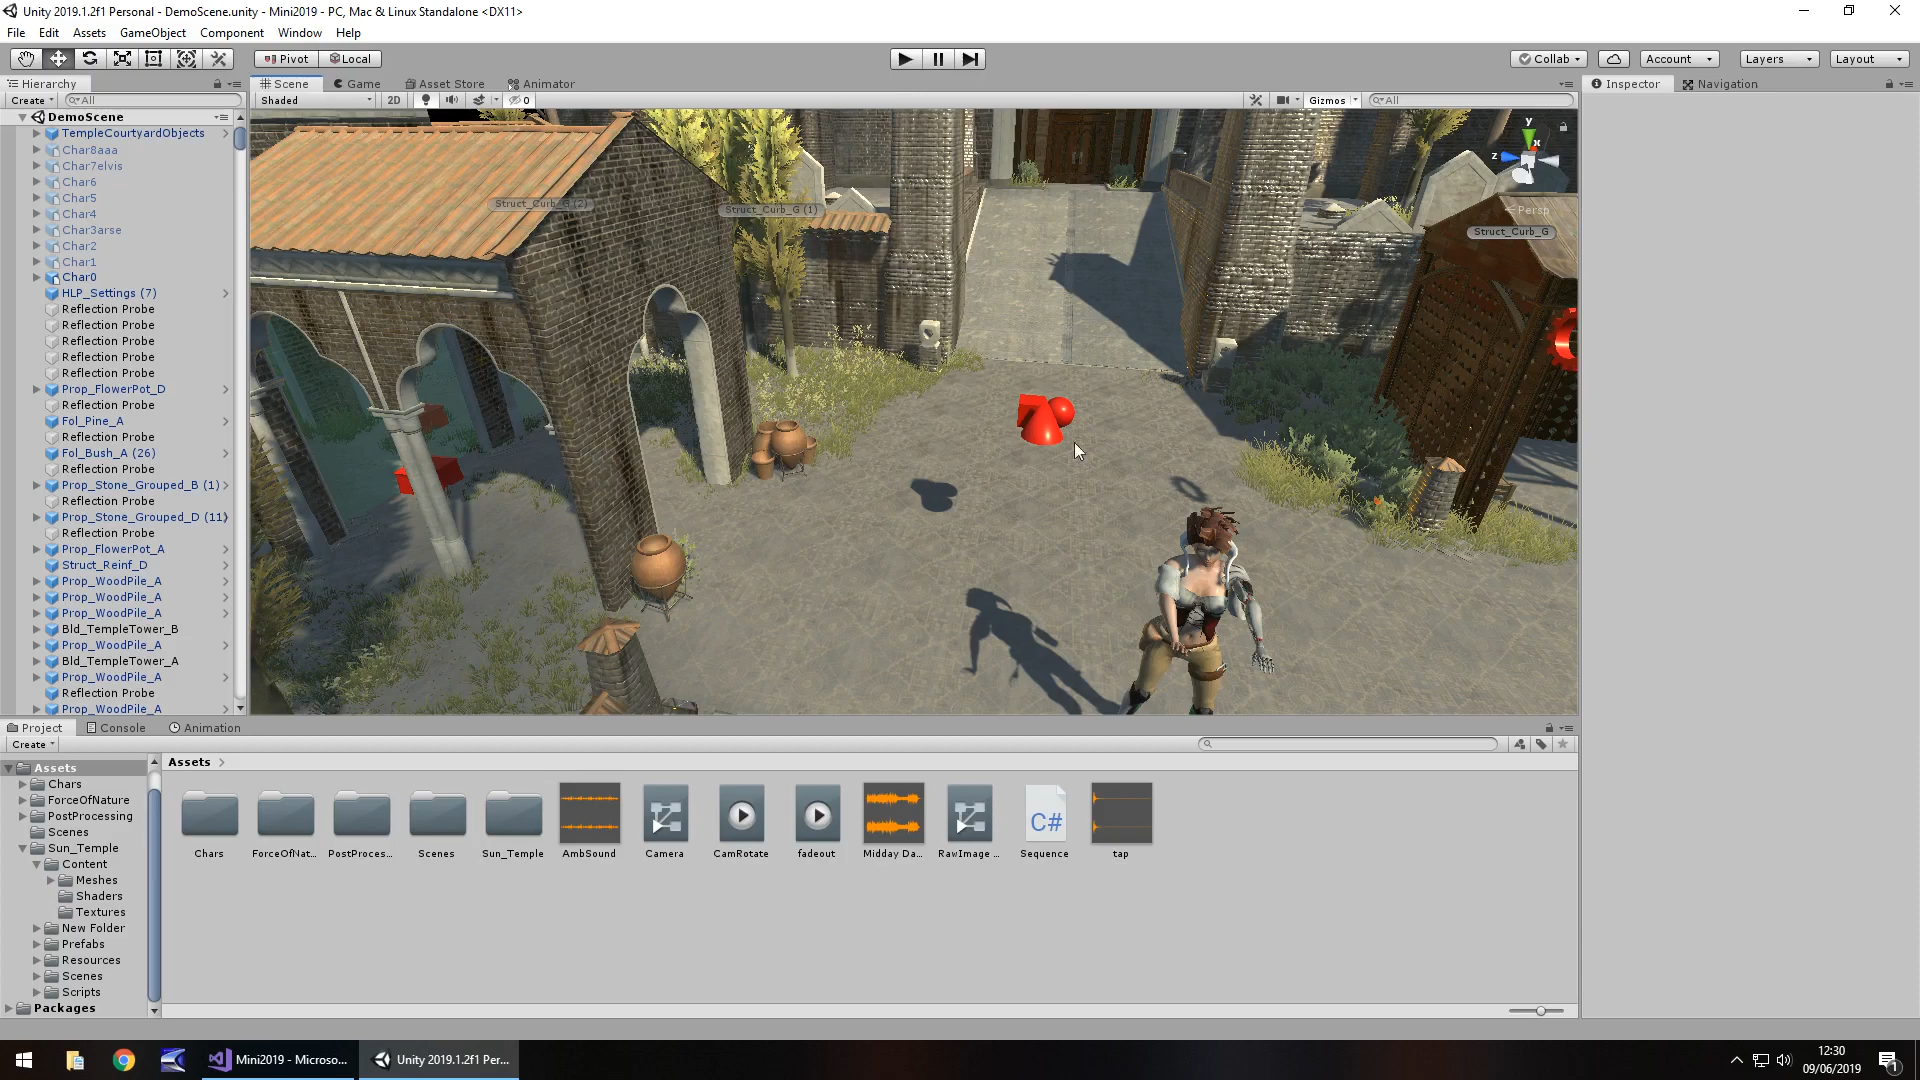 Unity 2019.1.2f1 Personal - DemoScene.unity - Mini2019 - PC, Mac & Linux Standalone <DX11>
File Edit Assets GameObject Component Window Help
Pivot Local Collab Account Layers Layout
Hierarchy
Create All
DemoScene
TempleCourtyardObjects
Char8aaa
Char7elvis
Char6
Char5
Char4
Char3arse
Char2
Char1
Char0
HLP_Settings (7)
Reflection Probe
Reflection Probe
Reflection Probe
Reflection Probe
Reflection Probe
Prop_FlowerPot_D
Reflection Probe
Fol_Pine_A
Reflection Probe
Fol_Bush_A (26)
Reflection Probe
Prop_Stone_Grouped_B (1)
Reflection Probe
Prop_Stone_Grouped_D (11)
Reflection Probe
Prop_FlowerPot_A
Struct_Reinf_D
Prop_WoodPile_A
Prop_WoodPile_A
Prop_WoodPile_A
Bld_TempleTower_B
Prop_WoodPile_A
Bld_TempleTower_A
Prop_WoodPile_A
Reflection Probe
Prop_WoodPile_A
Scene Game Asset Store Animator
Shaded 2D 0 Gizmos All
Struct_Curb_G (2)
Struct_Curb_G (1)
Struct_Curb_G
y
x
z
Persp
Inspector Navigation
Project Console Animation
Create
Assets
Chars
ForceOfNature
PostProcessing
Scenes
Sun_Temple
Content
Meshes
Shaders
Textures
New Folder
Prefabs
Resources
Scenes
Scripts
Packages
Assets
C#
Chars ForceOfNat... PostProces... Scenes Sun_Temple AmbSound Camera CamRotate fadeout Midday Da... RawImage ... Sequence tap
Mini2019 - Microso...
Unity 2019.1.2f1 Per...
12:30
09/06/2019
1